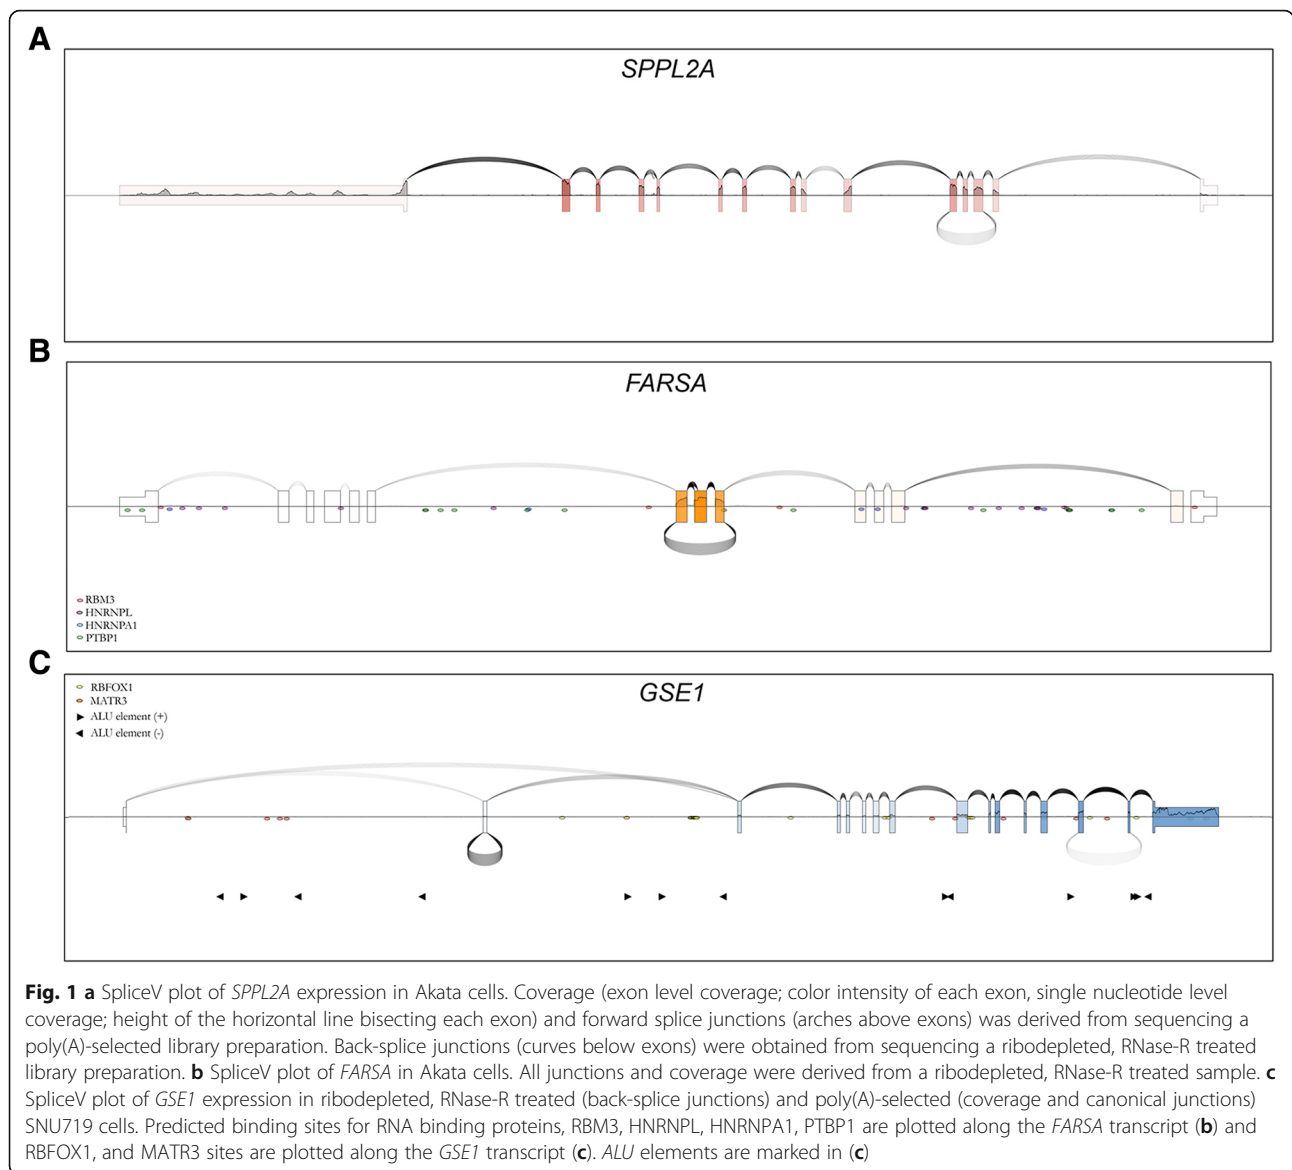 A
SPPL2A
B
FARSA
RBM3
HNRNPL
HNRNPA1
PTBP1
C
GSE1
RBFOX1
MATR3
ALU element (+)
ALU element (-)
Fig. 1 a SpliceV plot of SPPL2A expression in Akata cells. Coverage (exon level coverage; color intensity of each exon, single nucleotide level
coverage; height of the horizontal line bisecting each exon) and forward splice junctions (arches above exons) was derived from sequencing a
poly(A)-selected library preparation. Back-splice junctions (curves below exons) were obtained from sequencing a ribodepleted, RNase-R treated
library preparation. b SpliceV plot of FARSA in Akata cells. All junctions and coverage were derived from a ribodepleted, RNase-R treated sample. c
SpliceV plot of GSE1 expression in ribodepleted, RNase-R treated (back-splice junctions) and poly(A)-selected (coverage and canonical junctions)
SNU719 cells. Predicted binding sites for RNA binding proteins, RBM3, HNRNPL, HNRNPA1, PTBP1 are plotted along the FARSA transcript (b) and
RBFOX1, and MATR3 sites are plotted along the GSE1 transcript (c). ALU elements are marked in (c)